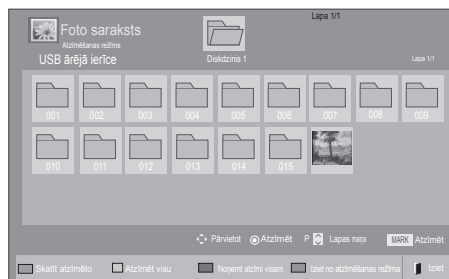 Lapa 1/1
Foto saraksts
Atzīmēšanas režīms
USB ārējā ierīce
Diskdzinis 1
Lapa 1/1
001 002 003 004 005 006 007 008 009
010 011 012 013 014 015
Pārvietot Atzīmēt P Lapas maiņa MARK Atzīmēt
Skatīt atzīmēto Atzīmēt visu Noņemt atzīmi visam Iziet no atzīmēšanas režīma Iziet